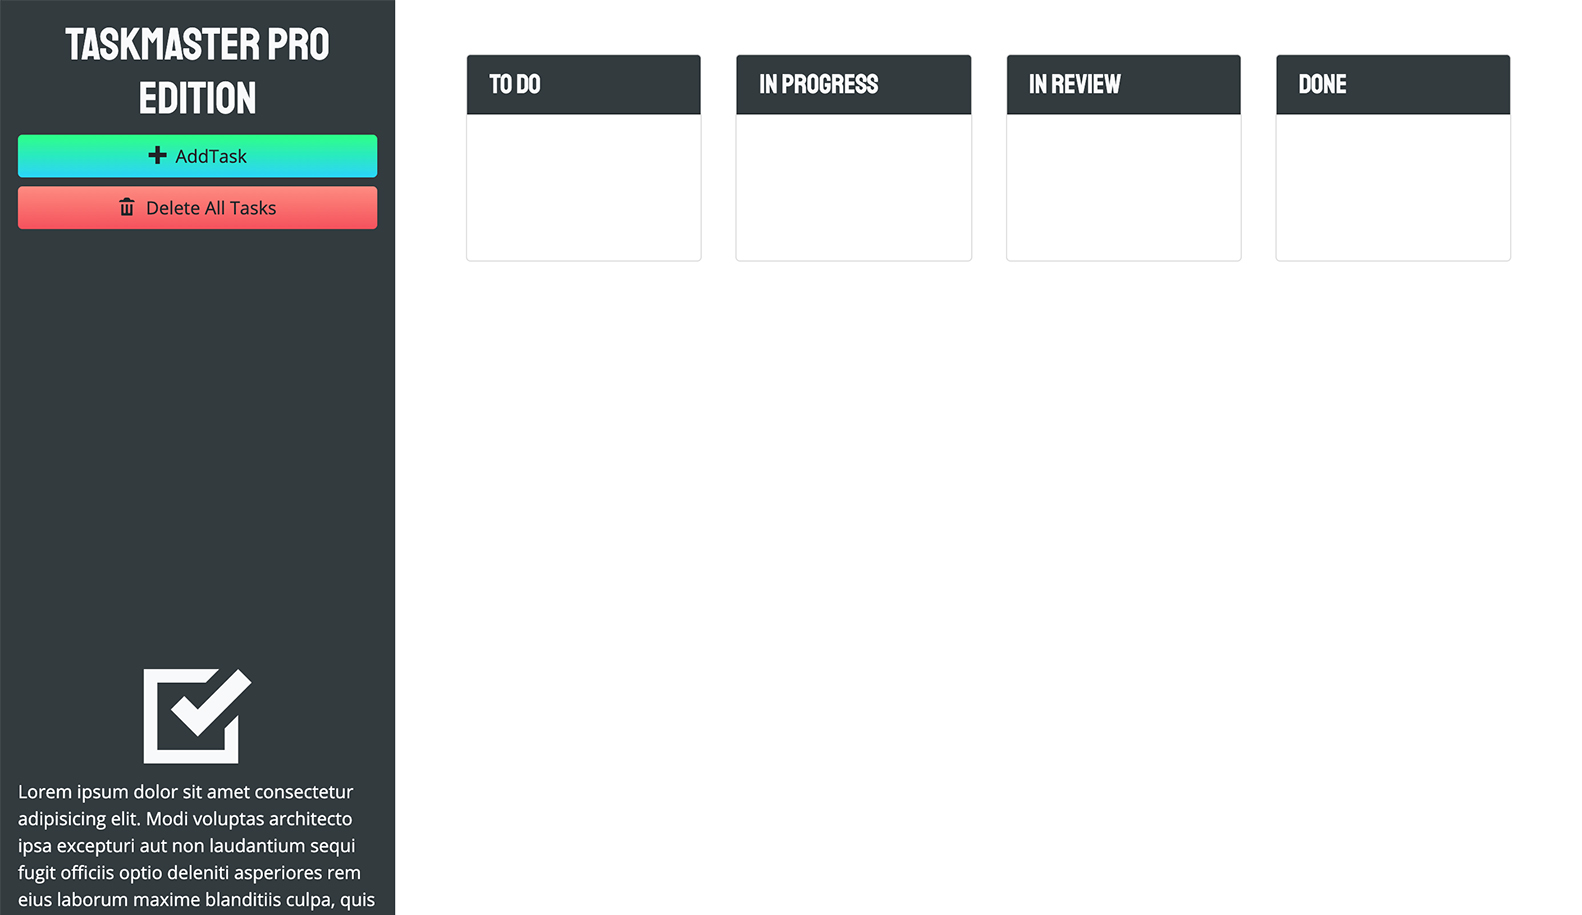 TASKMASTER PRO
EDITION
AddTask
Delete All Tasks
TO DO
IN PROGRESS
IN REVIEW
DONE
Lorem ipsum dolor sit amet consectetur
adipisicing elit. Modi voluptas architecto
ipsa excepturi aut non laudantium sequi
fugit officiis optio deleniti asperiores rem
eius laborum maxime blanditiis culpa, quis